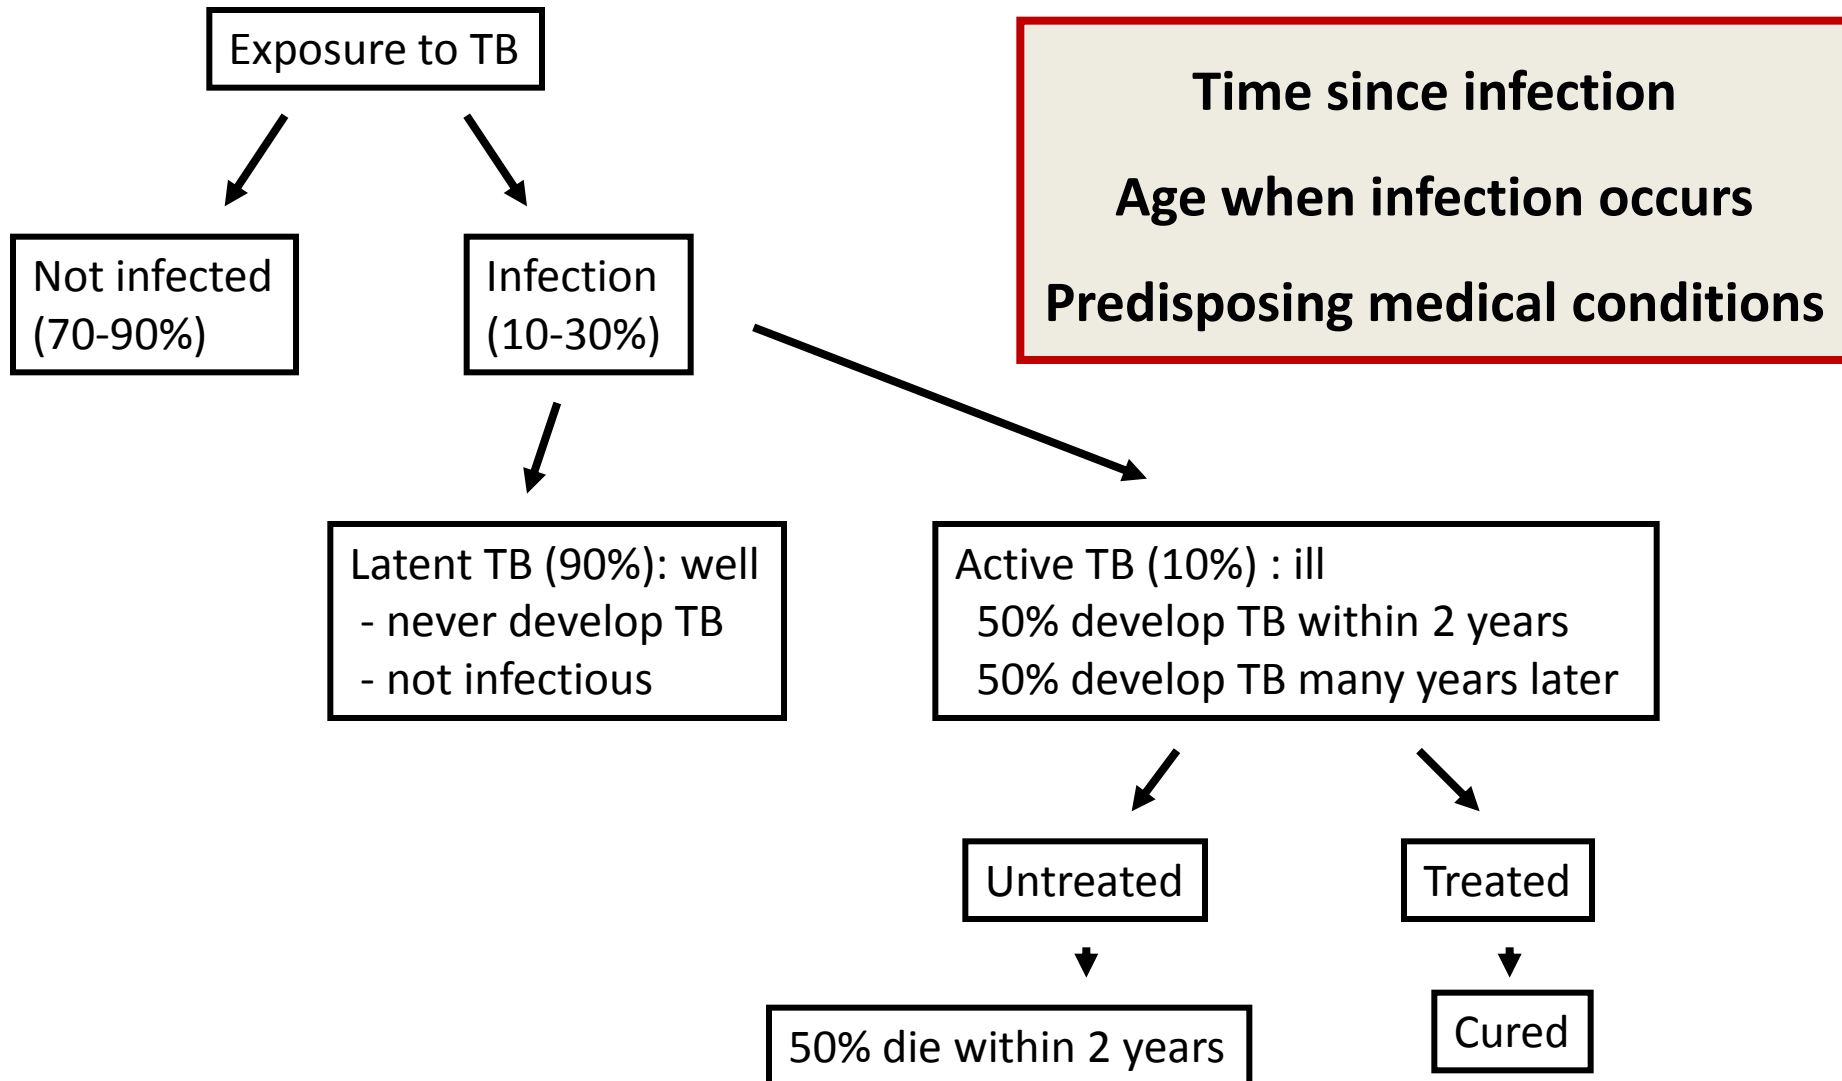 Exposure to TB
Time since infection
Age when infection occurs
Predisposing medical conditions
Not infected
(70-90%)
Infection
(10-30%)
Latent TB (90%): well
- never develop TB
- not infectious
Active TB (10%) : ill
50% develop TB within 2 years
50% develop TB many years later
Untreated
Treated
50% die within 2 years
Cured